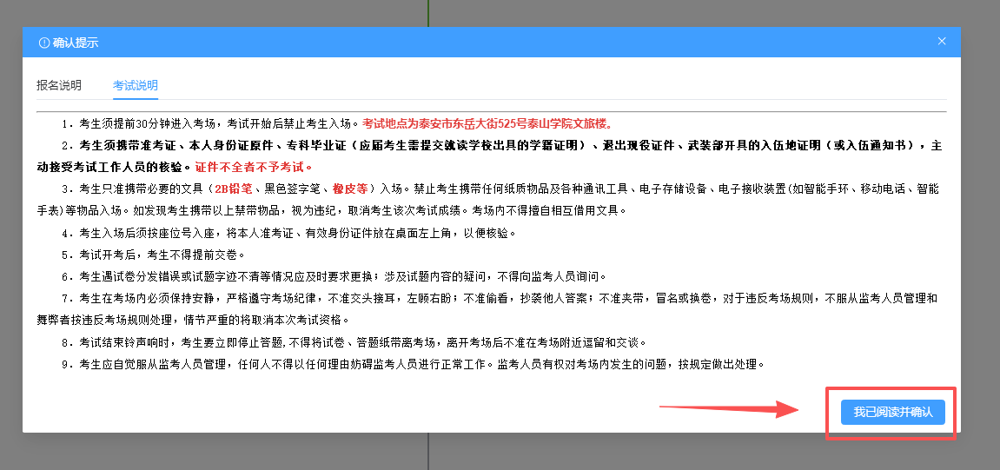 确认提示
报名说明 考试说明
1. 考生须提前30分钟进入考场，考试开始后禁止考生入场。考试地点为泰安市东岳大街525号泰山学院文旅楼。
2. 考生须携带准考证、本人身份证原件、专科毕业证（应届考生需提交就读学校出具的学籍证明）、退出现役证件、武装部开具的入伍地证明（或入伍通知书），主
动接受考试工作人员的核验。证件不全者不予考试。
3. 考生只准携带必要的文具（2B铅笔、黑色签字笔、橡皮等）入场。禁止考生携带任何纸质物品及各种通讯工具、电子存储设备、电子接收装置(如智能手环、移动电话、智能
手表)等物品入场。如发现考生携带以上禁带物品，视为违纪，取消考生该次考试成绩。考场内不得擅自相互借用文具。
4. 考生入场后须按座位号入座，将本人准考证、有效身份证件放在桌面左上角，以便核验。
5. 考试开考后，考生不得提前交卷。
6. 考生遇试卷分发错误或试题字迹不清等情况应及时要求更换；涉及试题内容的疑问，不得向监考人员询问。
7. 考生在考场内必须保持安静，严格遵守考场纪律，不准交头接耳，左顾右盼；不准偷看，抄袭他人答案；不准夹带，冒名或换卷，对于违反考场规则，不服从监考人员管理和
舞弊者按违反考场规则处理，情节严重的将取消本次考试资格。
8. 考试结束铃声响时，考生要立即停止答题,不得将试卷、答题纸带离考场，离开考场后不准在考场附近逗留和交谈。
9. 考生应自觉服从监考人员管理，任何人不得以任何理由妨碍监考人员进行正常工作。监考人员有权对考场内发生的问题，按规定做出处理。
我已阅读并确认